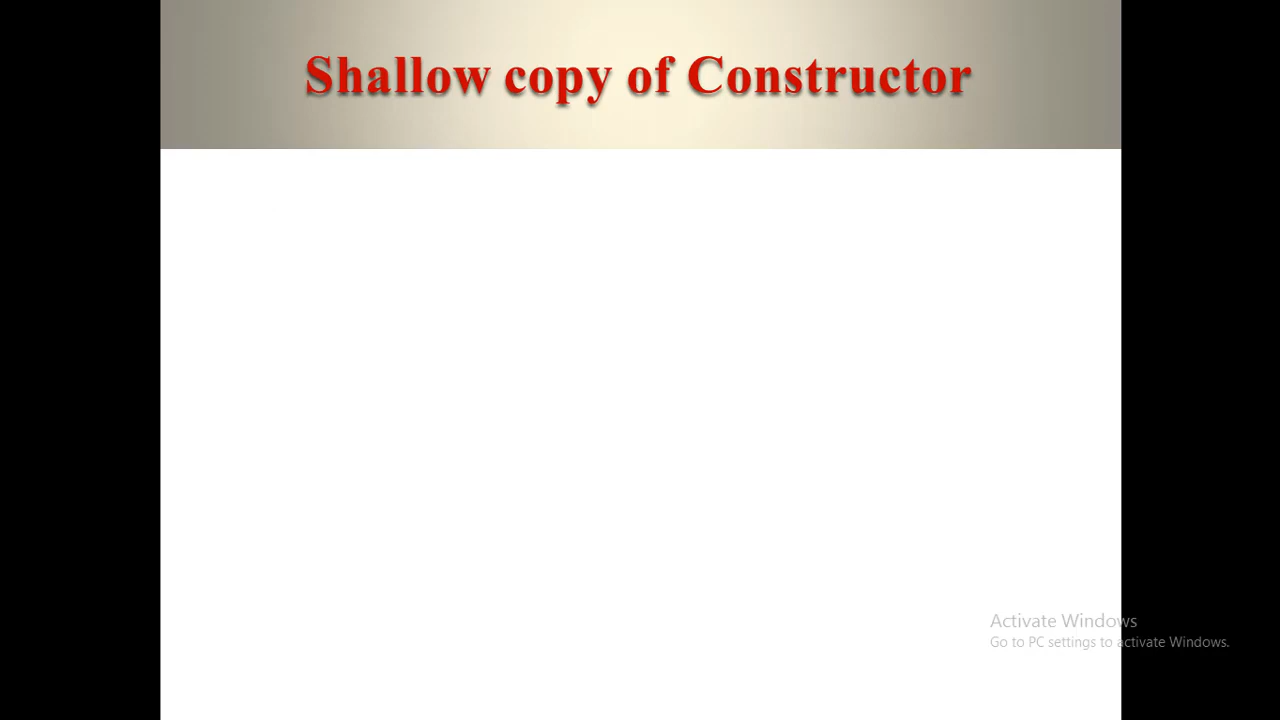 Shallow copy of Constructor
Activate Windows
Go to PC settings to activate Windows.